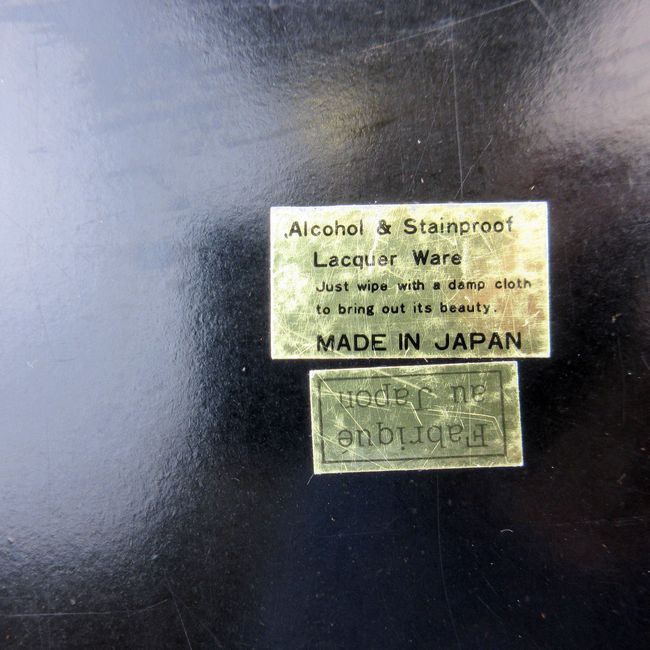 Alcohol & Stainproof
Lacquer Ware
Just wipe with a damp cloth
to bring out its beauty.
MADE IN JAPAN
Fabriqué
au Japon